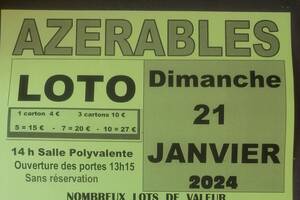 AZERABLES
LOTO
1 carton 4 € 3 cartons 10 €
5 = 15 € - 7 = 20 € - 10 = 27 €
14 h Salle Polyvalente
Ouverture des portes 13h15
Sans réservation
Dimanche
21
JANVIER
2024
NOMBREUX LOTS DE VALEUR